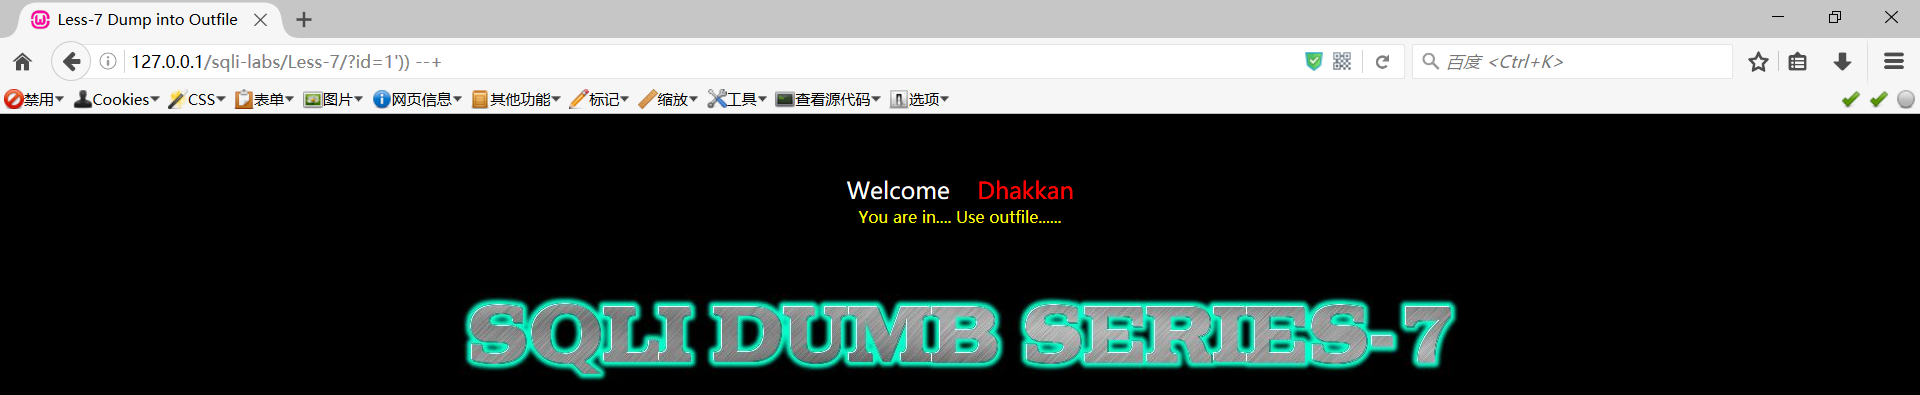 Less-7 Dump into Outfile
127.0.0.1/sqli-labs/Less-7/?id=1')) --+
百度 <Ctrl+K>
禁用 Cookies CSS 表单 图片 网页信息 其他功能 标记 缩放 工具 查看源代码 选项
Welcome Dhakkan
You are in.... Use outfile......
SQLI DUMB SERIES-7